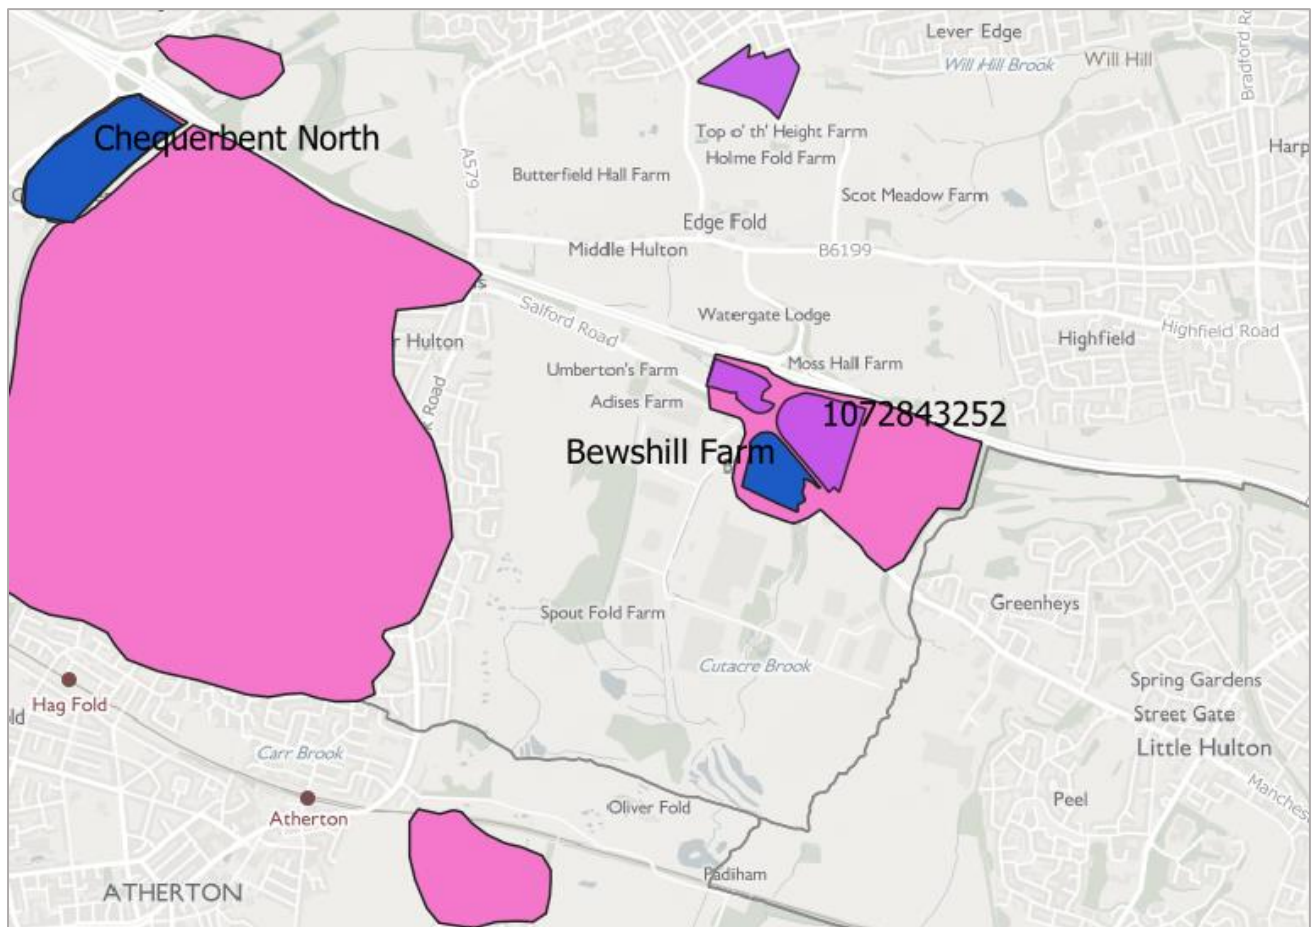 Lever Edge
Will Hill Brook
Will Hill
Bradford Ro
Chequerbent North
A579
Top o' th' Height Farm
Holme Fold Farm
Harp
Butterfield Hall Farm
Scot Meadow Farm
Edge Fold
Middle Hulton
B6199
Salford Road
Watergate Lodge
Highfield
Highfield Road
r Hulton
Umberton's Farm
Moss Hall Farm
Adises Farm
k Road
1072843252
Bewshill Farm
Spout Fold Farm
Greenheys
Cutacre Brook
Hag Fold
Spring Gardens
Street Gate
Little Hulton
Carr Brook
Manches
Oliver Fold
Peel
Atherton
Padiham
ATHERTON